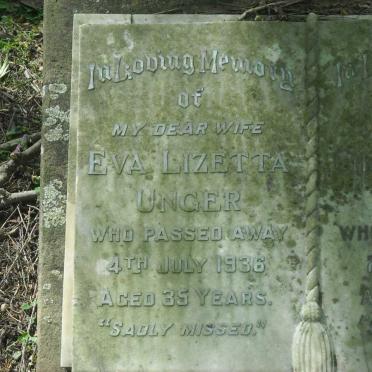 In Loving Memory
of
MY DEAR WIFE
EVA LIZETTA
UNGER
WHO PASSED AWAY
4TH JULY 1936
AGED 35 YEARS.
"SADLY MISSED."